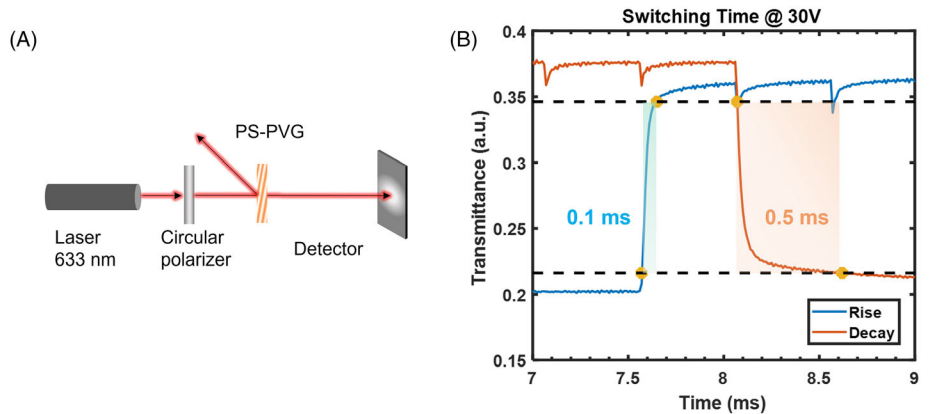 (A)
PS-PVG
Laser
633 nm
Circular
polarizer
Detector
(B)
Switching Time @ 30V
Transmittance (a.u.)
0.4
0.35
0.3
0.25
0.2
0.15
0.1 ms
0.5 ms
Rise
Decay
7
7.5
8
8.5
9
Time (ms)